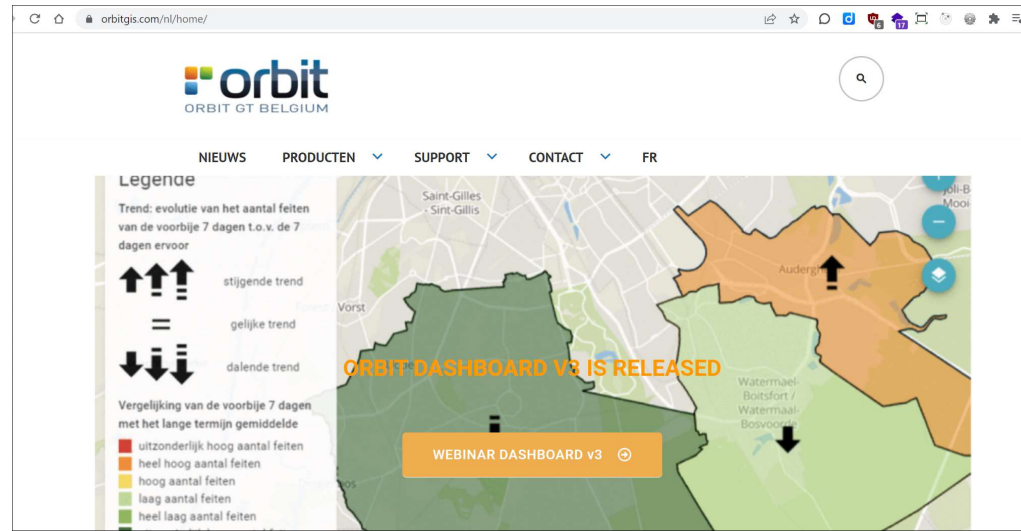 orbitgis.com/nl/home/
6
17
orbit
ORBIT GT BELGIUM
NIEUWS PRODUCTEN SUPPORT CONTACT FR
Legende
Trend: evolutie van het aantal feiten
van de voorbije 7 dagen t.o.v. de 7
dagen ervoor
stijgende trend
gelijke trend
dalende trend
Vergelijking van de voorbije 7 dagen
met het lange termijn gemiddelde
uitzonderlijk hoog aantal feiten
heel hoog aantal feiten
hoog aantal feiten
laag aantal feiten
heel laag aantal feiten
Saint-Gilles
- Sint-Gillis
Vorst
ORBIT DASHBOARD V3 IS RELEASED
WEBINAR DASHBOARD v3
Watermael-
Boitsfort /
Watermaal-
Bosvoorde